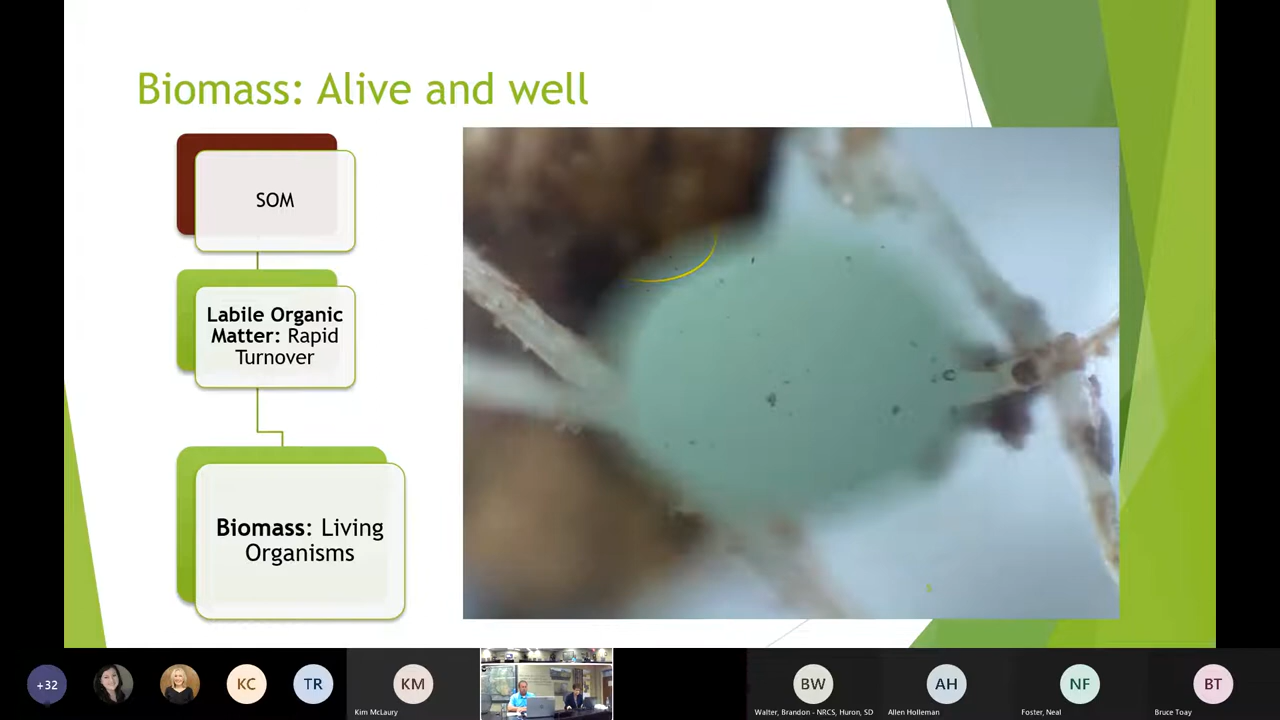 Biomass: Alive and well
SOM
Labile Organic
Matter: Rapid
Turnover
Biomass: Living
Organisms
+32
KC
TR
KM
Kim McLaury
BW
Walter, Brandon - NRCS, Huron, SD
AH
Allen Holleman
NF
Foster, Neal
BT
Bruce Toay